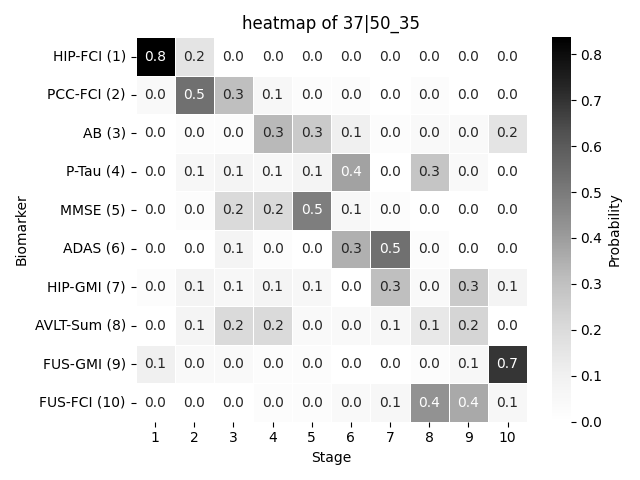 heatmap of 37|50_35
HIP-FCI (1) 0.8 0.2 0.0 0.0 0.0 0.0 0.0 0.0 0.0 0.0
PCC-FCI (2) 0.0 0.5 0.3 0.1 0.0 0.0 0.0 0.0 0.0 0.0
AB (3) 0.0 0.0 0.0 0.3 0.3 0.1 0.0 0.0 0.0 0.2
P-Tau (4) 0.0 0.1 0.1 0.1 0.1 0.4 0.0 0.3 0.0 0.0
MMSE (5) 0.0 0.0 0.2 0.2 0.5 0.1 0.0 0.0 0.0 0.0
ADAS (6) 0.0 0.0 0.1 0.0 0.0 0.3 0.5 0.0 0.0 0.0
HIP-GMI (7) 0.0 0.1 0.1 0.1 0.1 0.0 0.3 0.0 0.3 0.1
AVLT-Sum (8) 0.0 0.1 0.2 0.2 0.0 0.0 0.1 0.1 0.2 0.0
FUS-GMI (9) 0.1 0.0 0.0 0.0 0.0 0.0 0.0 0.0 0.1 0.7
FUS-FCI (10) 0.0 0.0 0.0 0.0 0.0 0.0 0.1 0.4 0.4 0.1
1 2 3 4 5 6 7 8 9 10
Stage
Biomarker
0.8
0.7
0.6
0.5
0.4
0.3
0.2
0.1
0.0
Probability